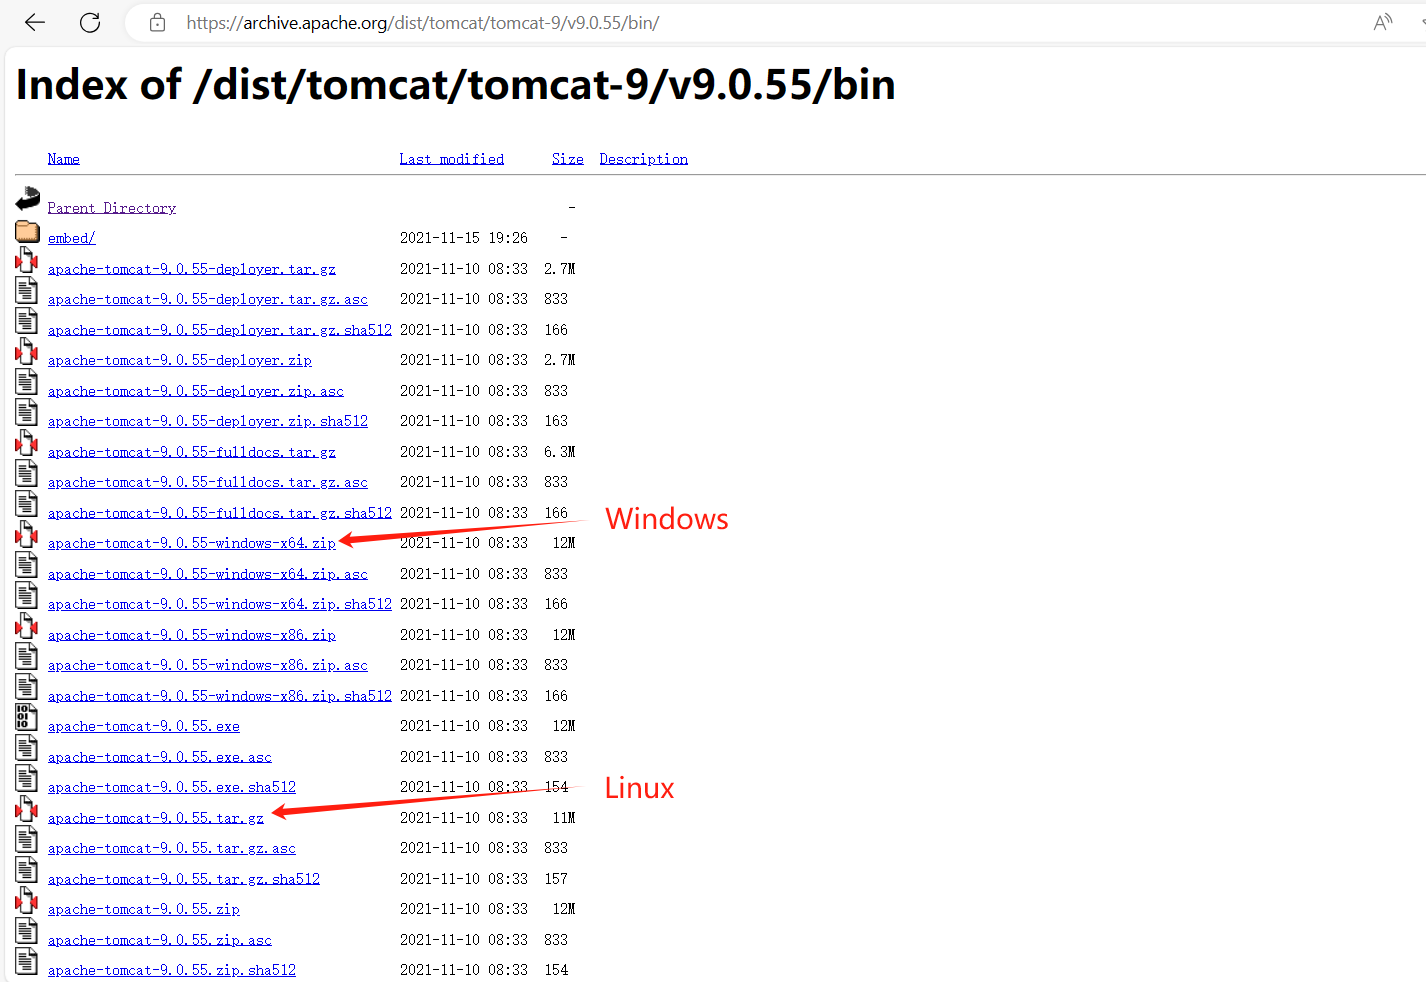 https://archive.apache.org/dist/tomcat/tomcat-9/v9.0.55/bin/
Index of /dist/tomcat/tomcat-9/v9.0.55/bin
Name Last modified Size Description
Parent Directory -
embed/ 2021-11-15 19:26 -
apache-tomcat-9.0.55-deployer.tar.gz 2021-11-10 08:33 2.7M
apache-tomcat-9.0.55-deployer.tar.gz.asc 2021-11-10 08:33 833
apache-tomcat-9.0.55-deployer.tar.gz.sha512 2021-11-10 08:33 166
apache-tomcat-9.0.55-deployer.zip 2021-11-10 08:33 2.7M
apache-tomcat-9.0.55-deployer.zip.asc 2021-11-10 08:33 833
apache-tomcat-9.0.55-deployer.zip.sha512 2021-11-10 08:33 163
apache-tomcat-9.0.55-fulldocs.tar.gz 2021-11-10 08:33 6.3M
apache-tomcat-9.0.55-fulldocs.tar.gz.asc 2021-11-10 08:33 833
apache-tomcat-9.0.55-fulldocs.tar.gz.sha512 2021-11-10 08:33 166
Windows
apache-tomcat-9.0.55-windows-x64.zip 2021-11-10 08:33 12M
apache-tomcat-9.0.55-windows-x64.zip.asc 2021-11-10 08:33 833
apache-tomcat-9.0.55-windows-x64.zip.sha512 2021-11-10 08:33 166
apache-tomcat-9.0.55-windows-x86.zip 2021-11-10 08:33 12M
apache-tomcat-9.0.55-windows-x86.zip.asc 2021-11-10 08:33 833
apache-tomcat-9.0.55-windows-x86.zip.sha512 2021-11-10 08:33 166
apache-tomcat-9.0.55.exe 2021-11-10 08:33 12M
apache-tomcat-9.0.55.exe.asc 2021-11-10 08:33 833
apache-tomcat-9.0.55.exe.sha512 2021-11-10 08:33 154
Linux
apache-tomcat-9.0.55.tar.gz 2021-11-10 08:33 11M
apache-tomcat-9.0.55.tar.gz.asc 2021-11-10 08:33 833
apache-tomcat-9.0.55.tar.gz.sha512 2021-11-10 08:33 157
apache-tomcat-9.0.55.zip 2021-11-10 08:33 12M
apache-tomcat-9.0.55.zip.asc 2021-11-10 08:33 833
apache-tomcat-9.0.55.zip.sha512 2021-11-10 08:33 154